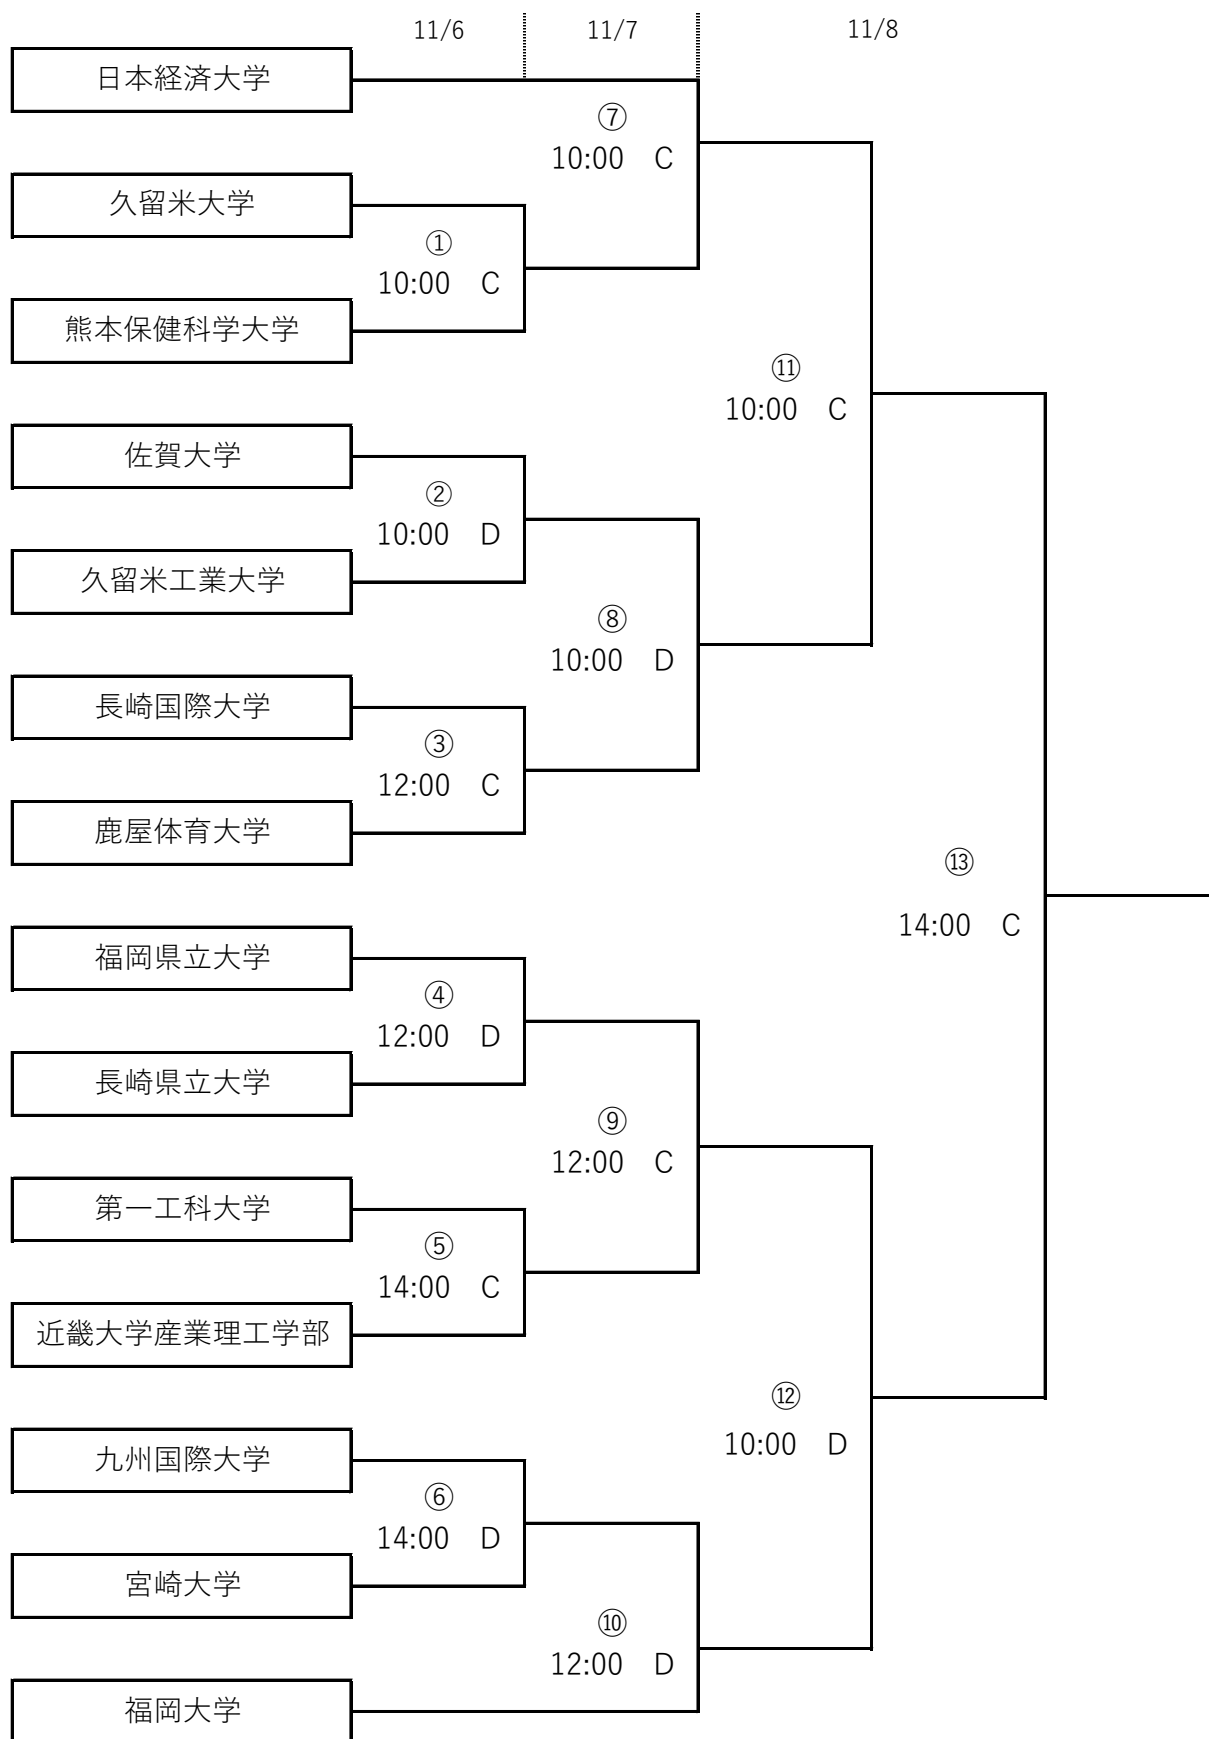 11/6 11/7 11/8
日本経済大学
⑦
10:00 C
久留米大学
①
10:00 C
熊本保健科学大学
⑪
10:00 C
佐賀大学
②
10:00 D
久留米工業大学
⑧
10:00 D
長崎国際大学
③
12:00 C
鹿屋体育大学
⑬
14:00 C
福岡県立大学
④
12:00 D
長崎県立大学
⑨
12:00 C
第一工科大学
⑤
14:00 C
近畿大学産業理工学部
⑫
10:00 D
九州国際大学
⑥
14:00 D
宮崎大学
⑩
12:00 D
福岡大学